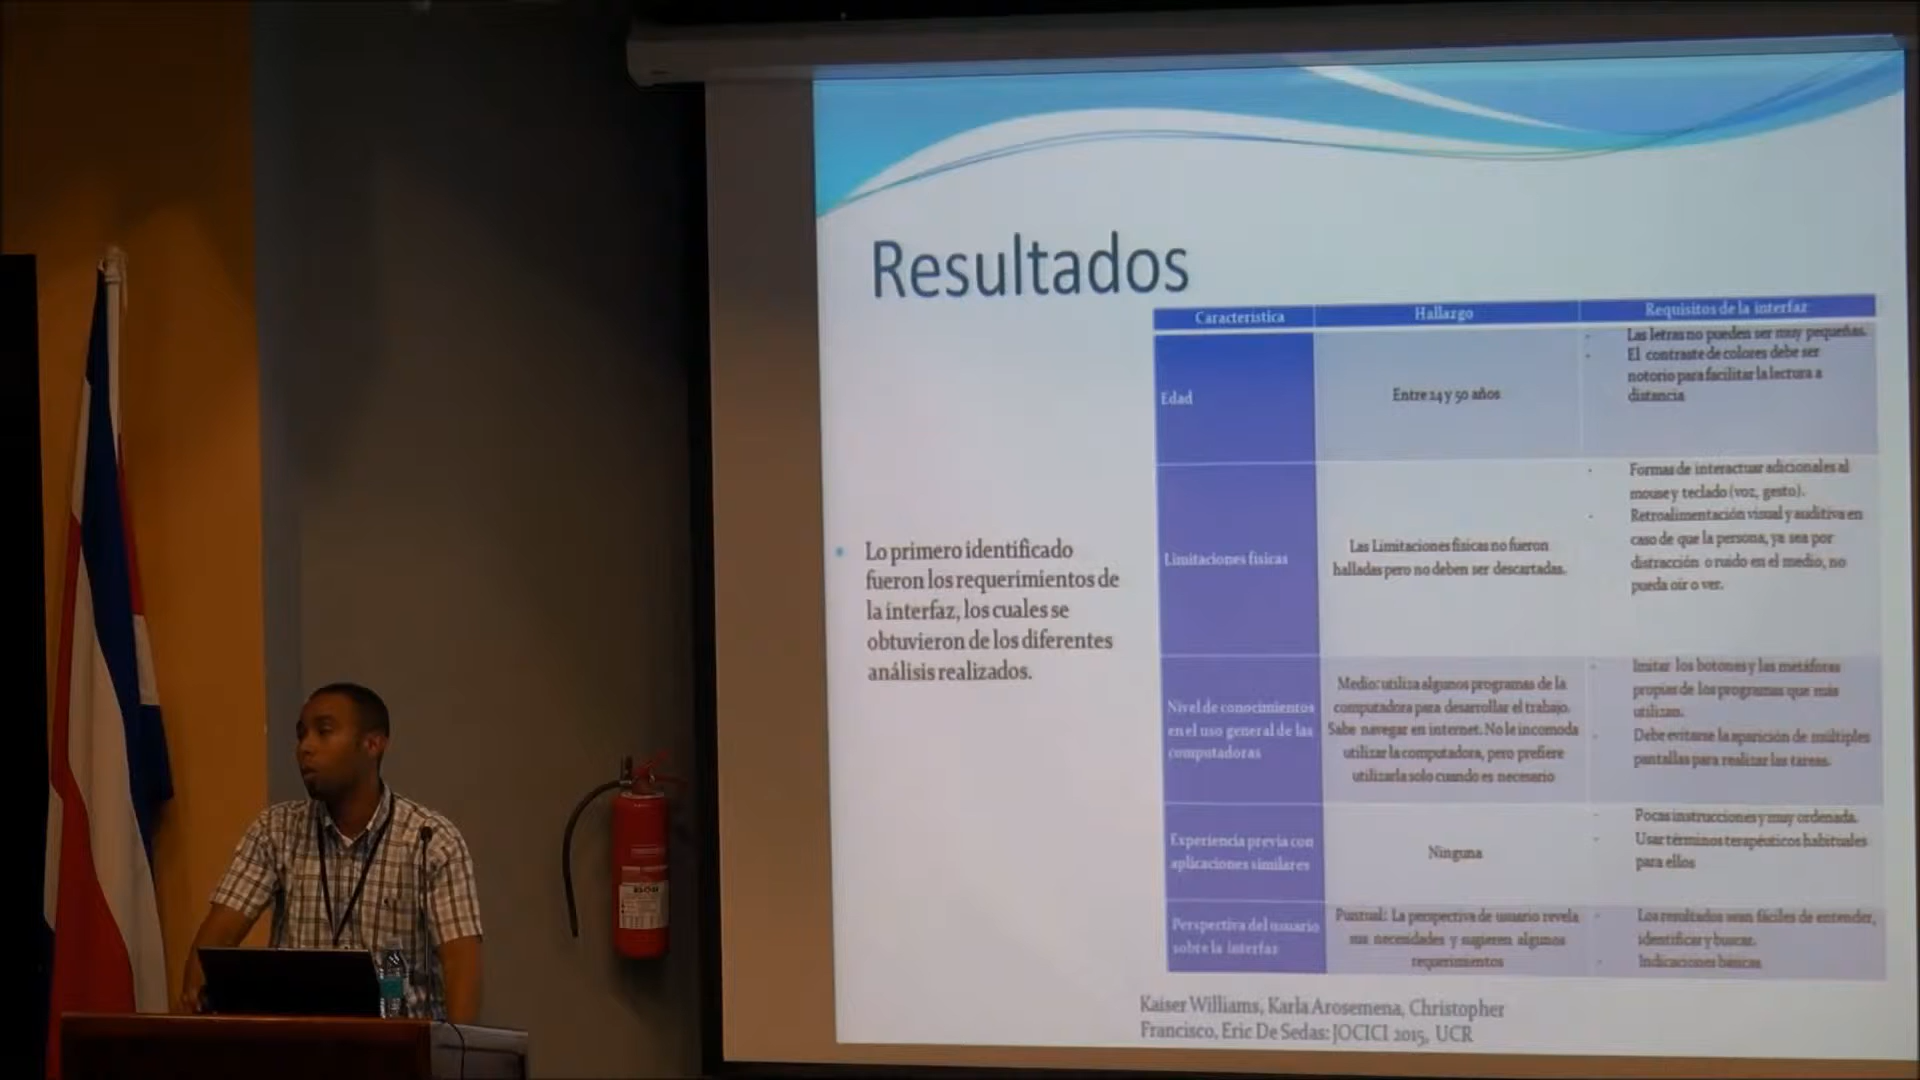 Resultados
Lo primero identificado
fueron los requerimientos de
la interfaz, los cuales se
obtuvieron de los diferentes
análisis realizados.
Característica
Hallazgo
Requisitos de la interfaz
Edad
Entre 24 y 50 años
Las letras no pueden ser muy pequeñas.
El contraste de colores debe ser
notorio para facilitar la lectura a
distancia
Limitaciones físicas
Las Limitaciones físicas no fueron
halladas pero no deben ser descartadas.
Formas de interactuar adicionales al
mouse y teclado (voz, gesto).
Retroalimentación visual y auditiva en
caso de que la persona, ya sea por
distracción o ruido en el medio, no
pueda oír o ver.
Nivel de conocimientos
en el uso general de las
computadoras
Medio: utiliza algunos programas de la
computadora para desarrollar el trabajo.
Sabe navegar en internet. No le incomoda
utilizar la computadora, pero prefiere
utilizarla solo cuando es necesario
Imitar los botones y las metáforas
propias de los programas que más
utilizan.
Debe evitarse la aparición de múltiples
pantallas para realizar las tareas.
Experiencia previa con
aplicaciones similares
Ninguna
Pocas instrucciones y muy ordenada.
Usar términos terapéuticos habituales
para ellos
Perspectiva del usuario
sobre la interfaz
Puntual: La perspectiva de usuario revela
sus necesidades y sugieren algunos
requerimientos
Los resultados sean fáciles de entender,
identificar y buscar.
Indicaciones básicas
Kaiser Williams, Karla Arosemena, Christopher
Francisco, Eric De Sedas: JOCICI 2015, UCR